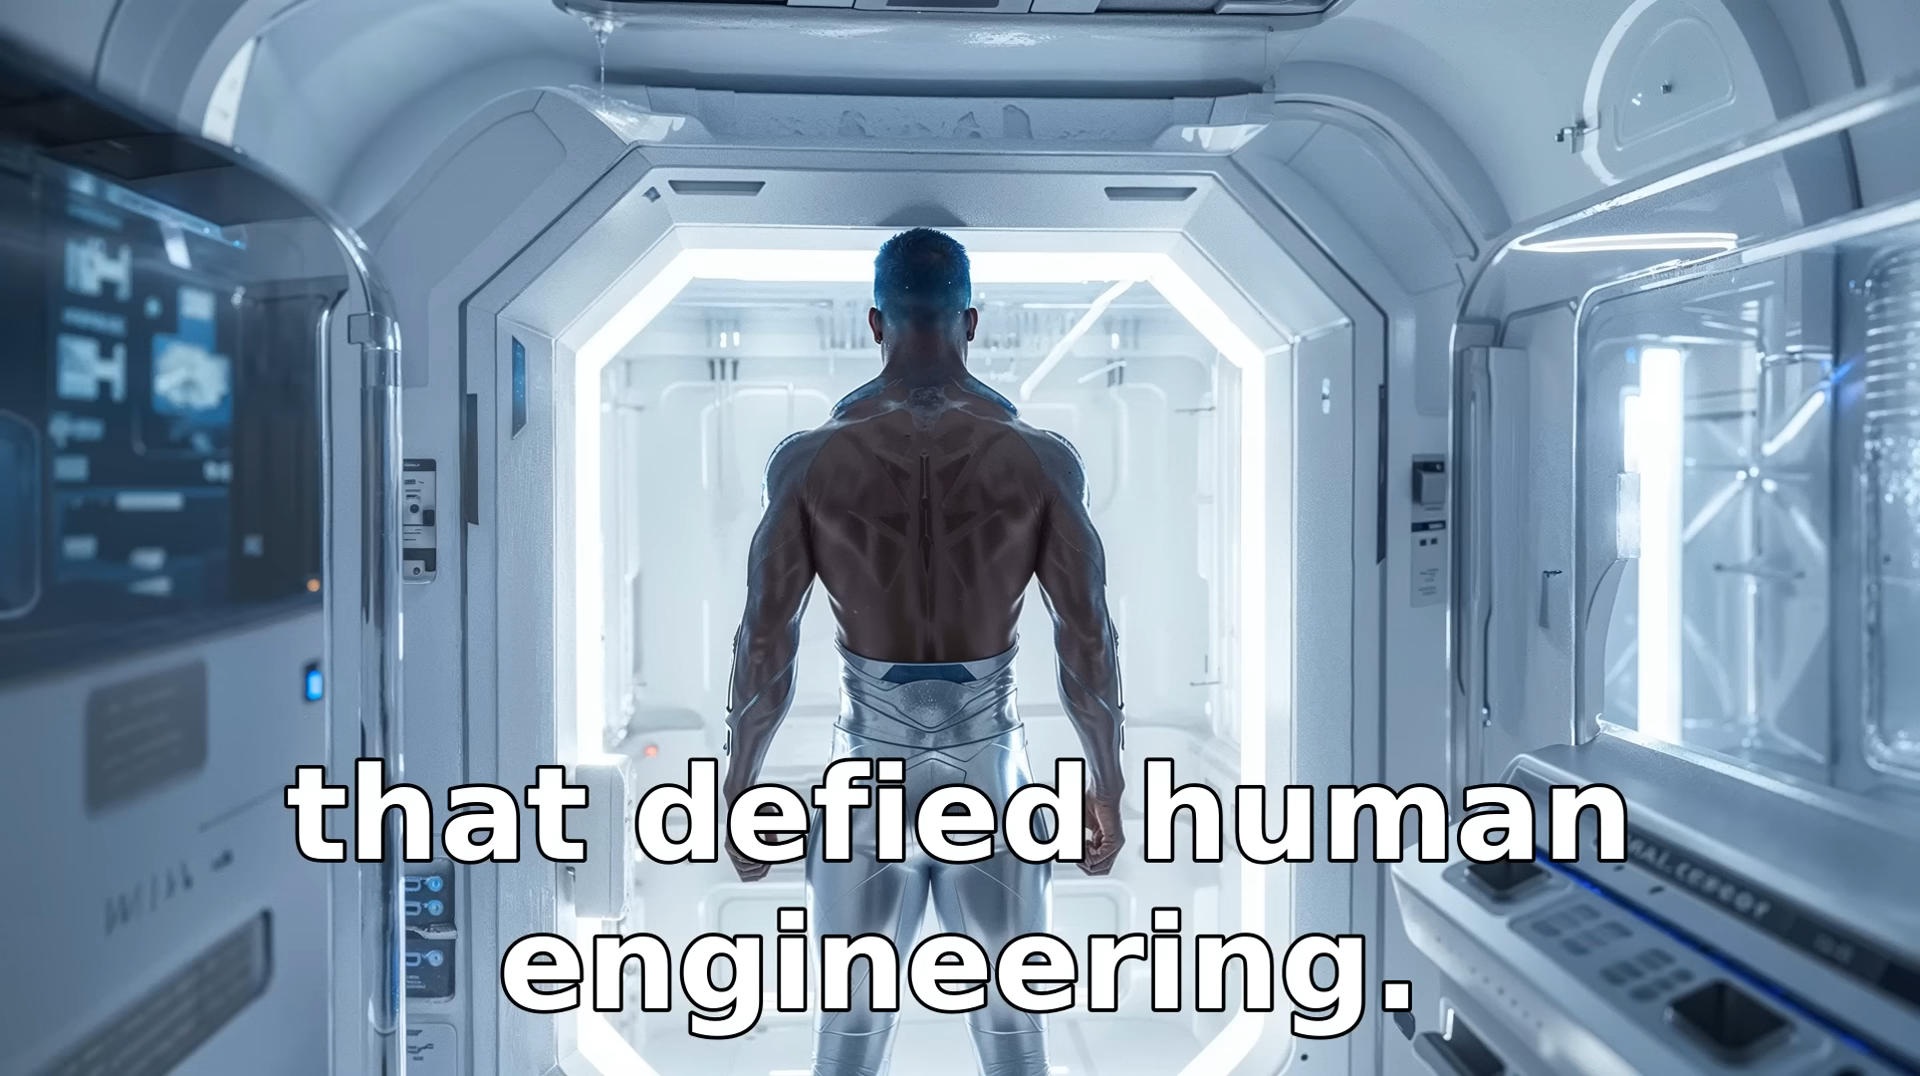 that defied human
engineering.